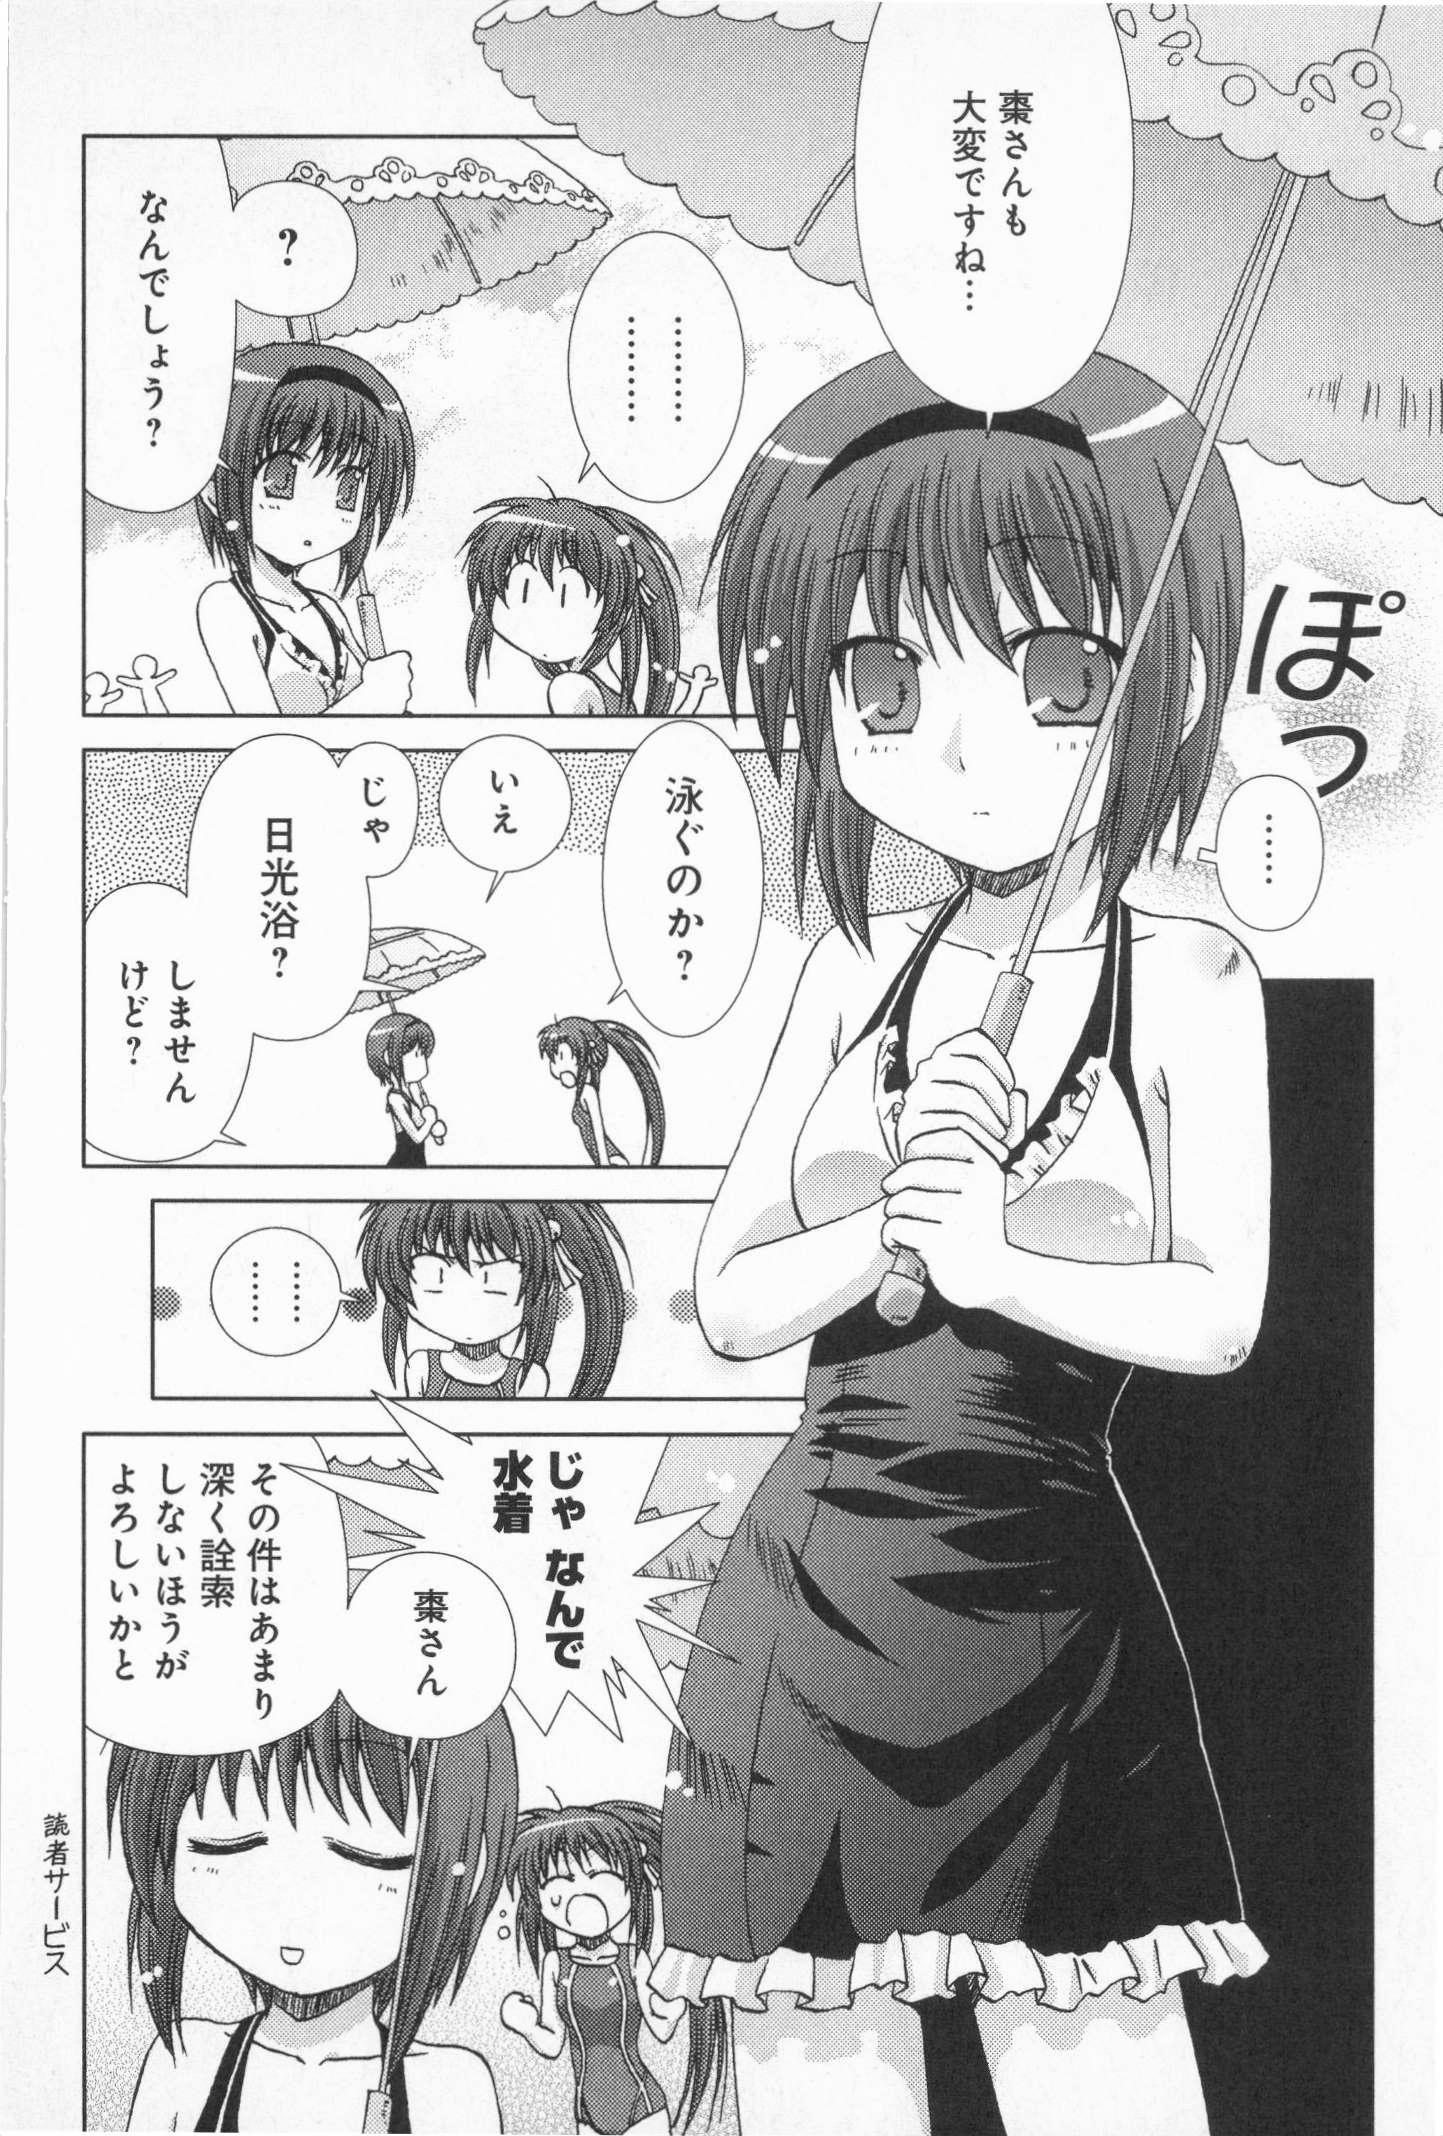 棗さんも
大変ですね…
ぽっ
……
…………
?
なんでしょう?
泳ぐのか?
いえ
じゃ
日光浴?
しません
けど?
…………
じゃ なんで
水着
棗さん
その件はあまり
深く詮索
しないほうが
よろしいかと
読者サービス